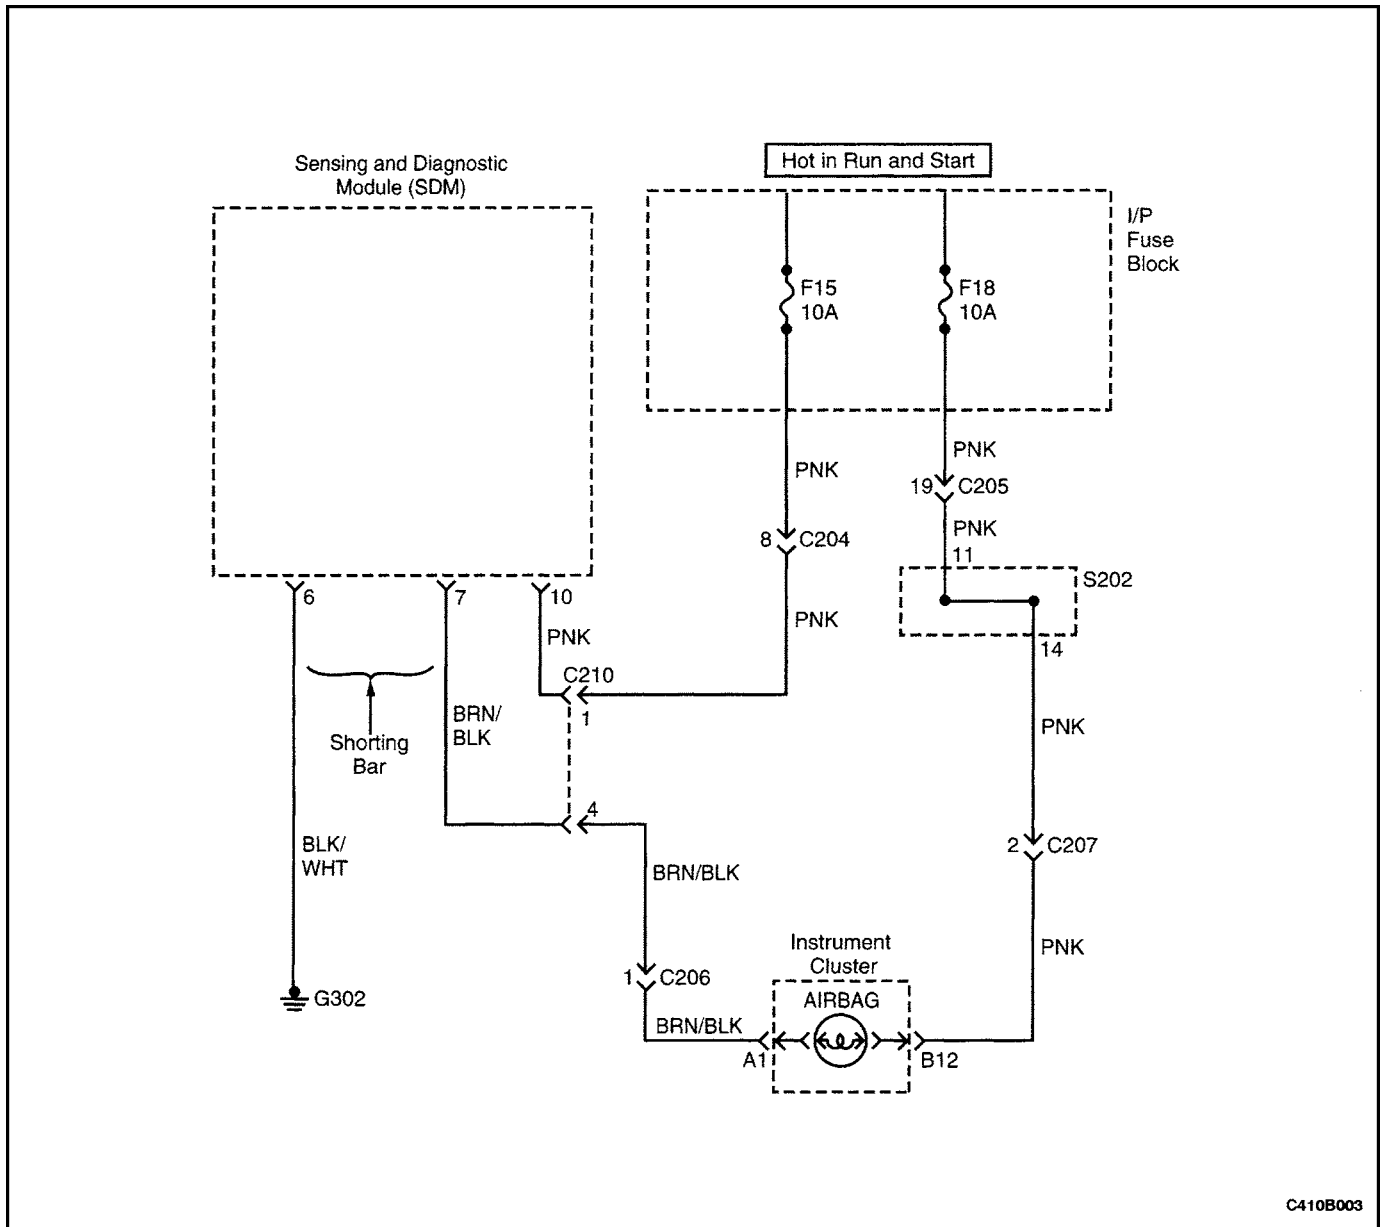 Hot in Run and Start
Sensing and Diagnostic
Module (SDM)
I/P
Fuse
Block
F15
10A
F18
10A
PNK
PNK
19 C205
8 C204
PNK
11
S202
6
7
10
PNK
PNK
14
C210
1
BRN/
BLK
Shorting
Bar
PNK
4
BLK/
WHT
2 C207
BRN/BLK
PNK
Instrument
Cluster
1 C206
G302
AIRBAG
BRN/BLK
A1
B12
C410B003